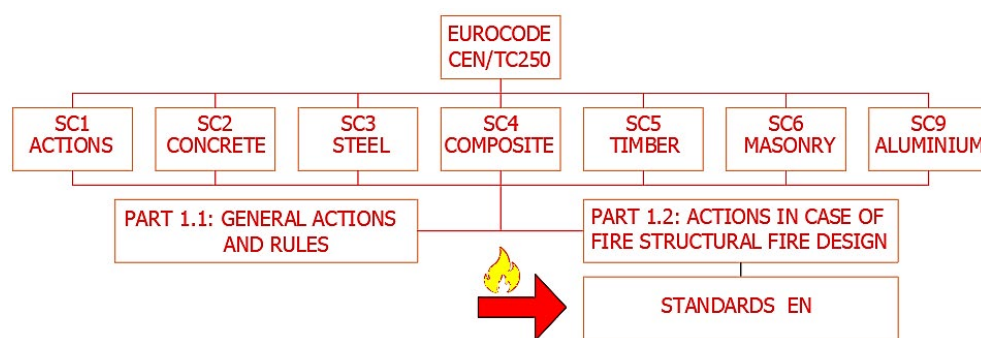 EUROCODE
CEN/TC250
SC1
ACTIONS
SC2
CONCRETE
SC3
STEEL
SC4
COMPOSITE
SC5
TIMBER
SC6
MASONRY
SC9
ALUMINIUM
PART 1.1: GENERAL ACTIONS
AND RULES
PART 1.2: ACTIONS IN CASE OF
FIRE STRUCTURAL FIRE DESIGN
STANDARDS EN